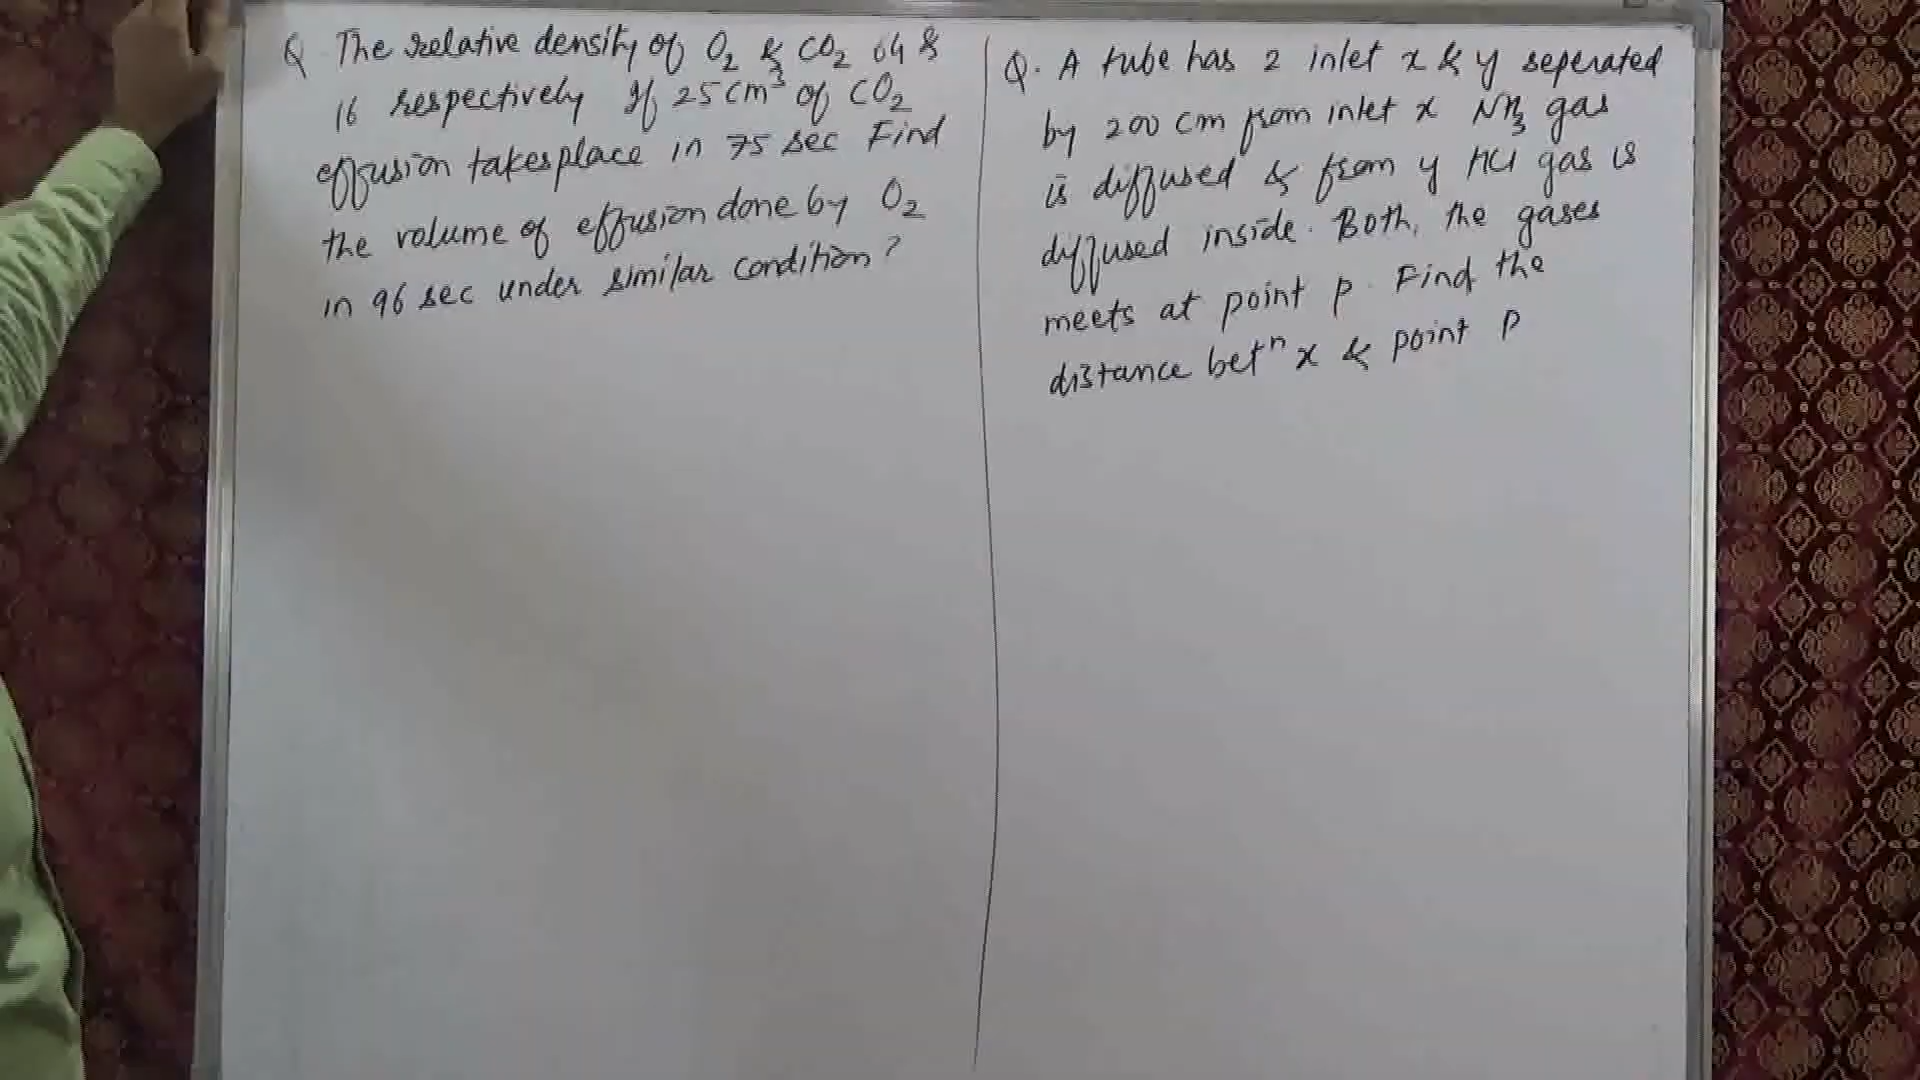 Q. The relative density of O2 & CO2 64 &
16 respectively If 25 cm³ of CO2
effusion takes place in 75 sec Find
the volume of effusion done by O2
in 96 sec under similar condition?
Q. A tube has 2 inlet x & y seperated
by 200 cm from inlet x NH3 gas
is diffused & from y HCl gas is
diffused inside. Both, the gases
meets at point P. Find the
distance betⁿ x & point P